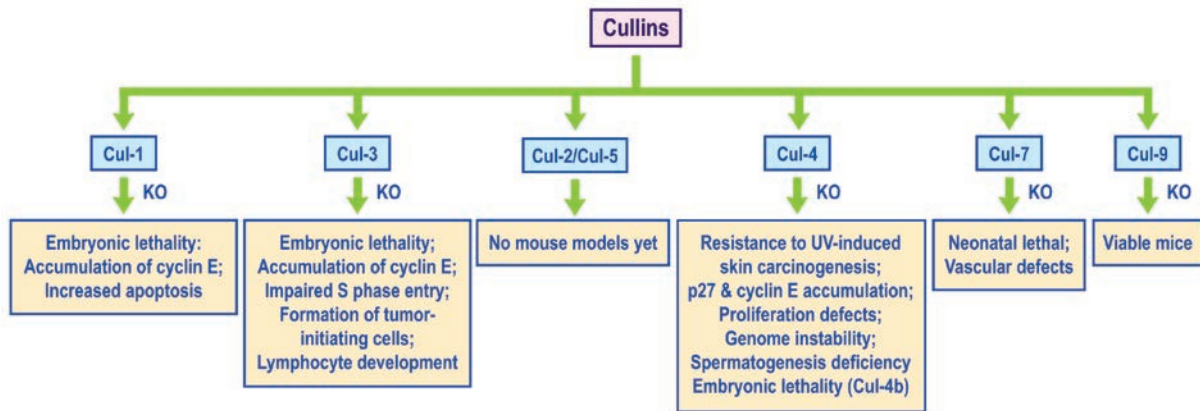 Cullins
Cul-1
Cul-3
Cul-2/Cul-5
Cul-4
Cul-7
Cul-9
KO
KO
KO
KO
KO
Embryonic lethality:
Accumulation of cyclin E;
Increased apoptosis
Embryonic lethality;
Accumulation of cyclin E;
Impaired S phase entry;
Formation of tumor-
initiating cells;
Lymphocyte development
No mouse models yet
Resistance to UV-induced
skin carcinogenesis;
p27 & cyclin E accumulation;
Proliferation defects;
Genome instability;
Spermatogenesis deficiency
Embryonic lethality (Cul-4b)
Neonatal lethal;
Vascular defects
Viable mice